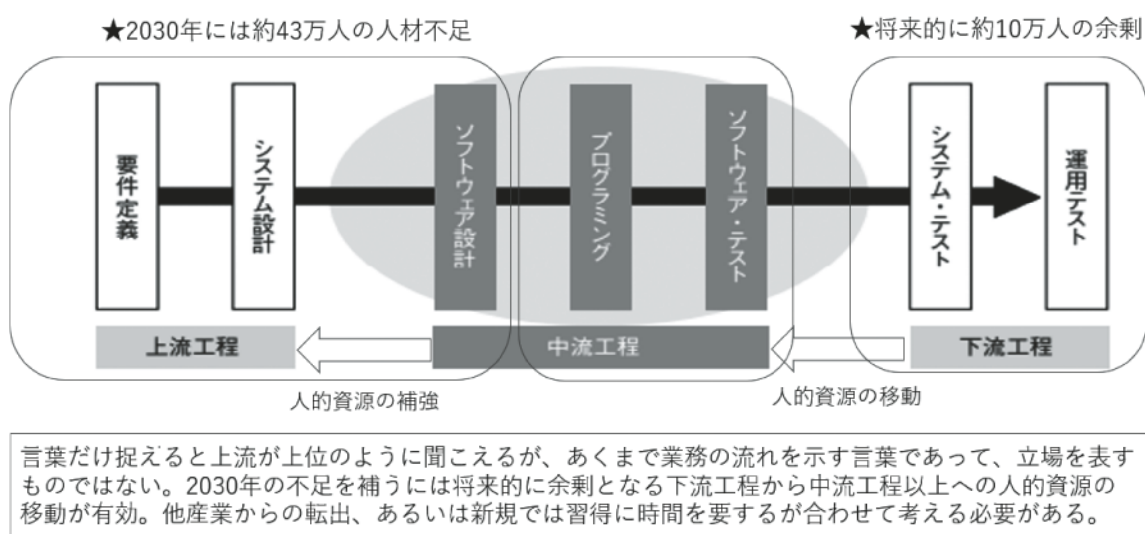 ★2030年には約43万人の人材不足
★将来的に約10万人の余剰
要件定義
システム設計
ソフトウェア設計
プログラミング
ソフトウェア・テスト
システム・テスト
運用テスト
上流工程
中流工程
下流工程
人的資源の補強
人的資源の移動
言葉だけ捉えると上流が上位のように聞こえるが、あくまで業務の流れを示す言葉であって、立場を表す
ものではない。2030年の不足を補うには将来的に余剰となる下流工程から中流工程以上への人的資源の
移動が有効。他産業からの転出、あるいは新規では習得に時間を要するが合わせて考える必要がある。